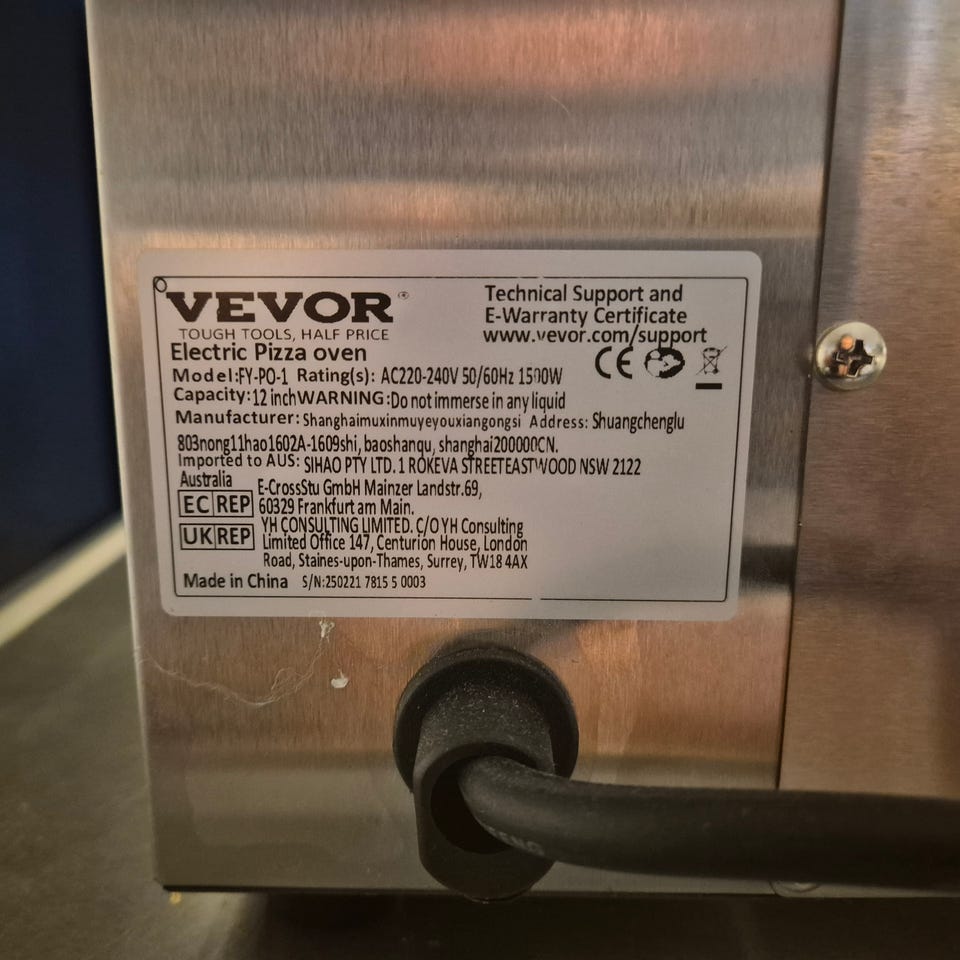 VEVOR®
TOUGH TOOLS, HALF PRICE
Technical Support and
E-Warranty Certificate
www.vevor.com/support
Electric Pizza oven
Model:FY-PO-1 Rating(s): AC220-240V 50/60Hz 1500W
CE
Capacity:12 inch WARNING:Do not immerse in any liquid
Manufacturer: Shanghaimuxinmuyeyouxiangongsi Address: Shuangchenglu
803nong11hao1602A-1609shi, baoshanqu, shanghai200000CN.
Imported to AUS: SIHAO PTY LTD. 1 ROKEVA STREETEASTWOOD NSW 2122
Australia
EC REP E-CrossStu GmbH Mainzer Landstr.69,
60329 Frankfurt am Main.
UK REP YH CONSULTING LIMITED. C/O YH Consulting
Limited Office 147, Centurion House, London
Road, Staines-upon-Thames, Surrey, TW18 4AX
Made in China S/N:250221 7815 5 0003